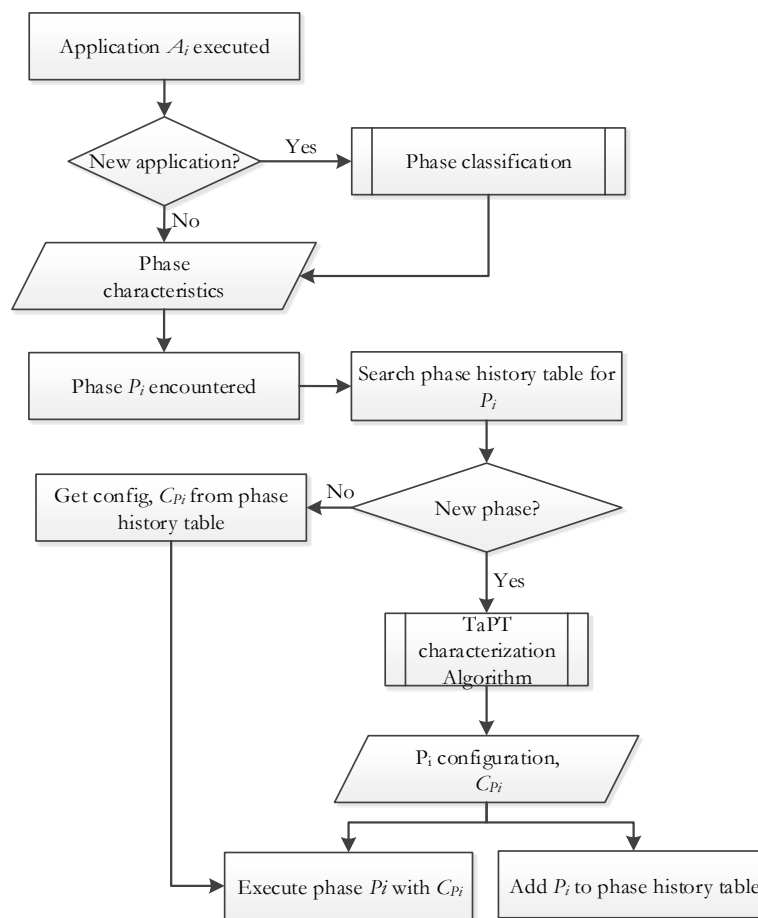 Application Ai executed
New application?
Yes
Phase classification
No
Phase
characteristics
Phase Pi encountered
Search phase history table for
Pi
Get config, CPi from phase
history table
No
New phase?
Yes
TaPT
characterization
Algorithm
Pi configuration,
CPi
Execute phase Pi with CPi
Add Pi to phase history table